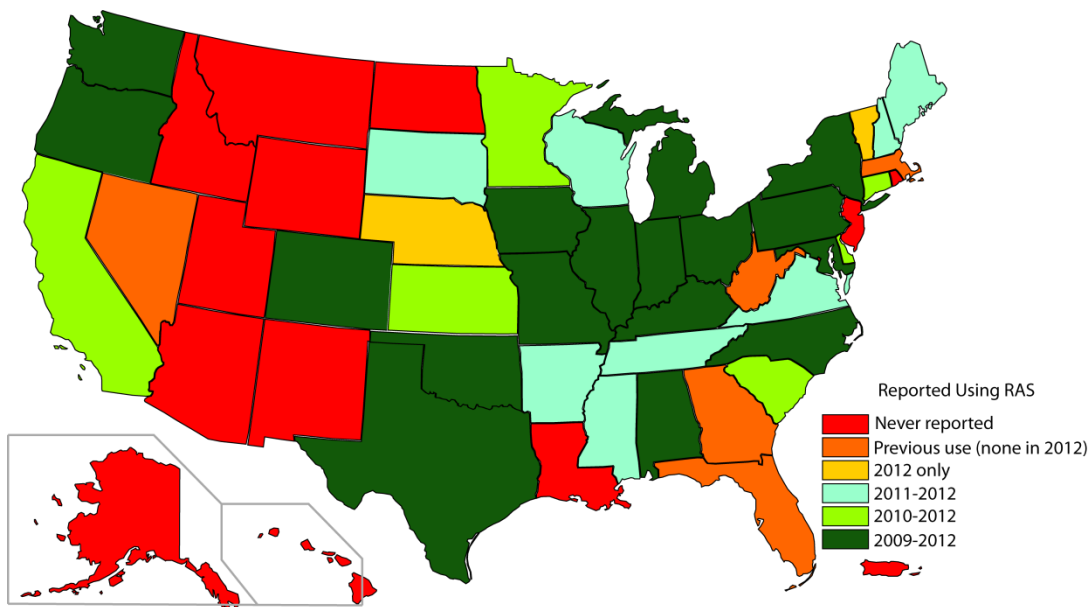 Reported Using RAS
Never reported
Previous use (none in 2012)
2012 only
2011-2012
2010-2012
2009-2012